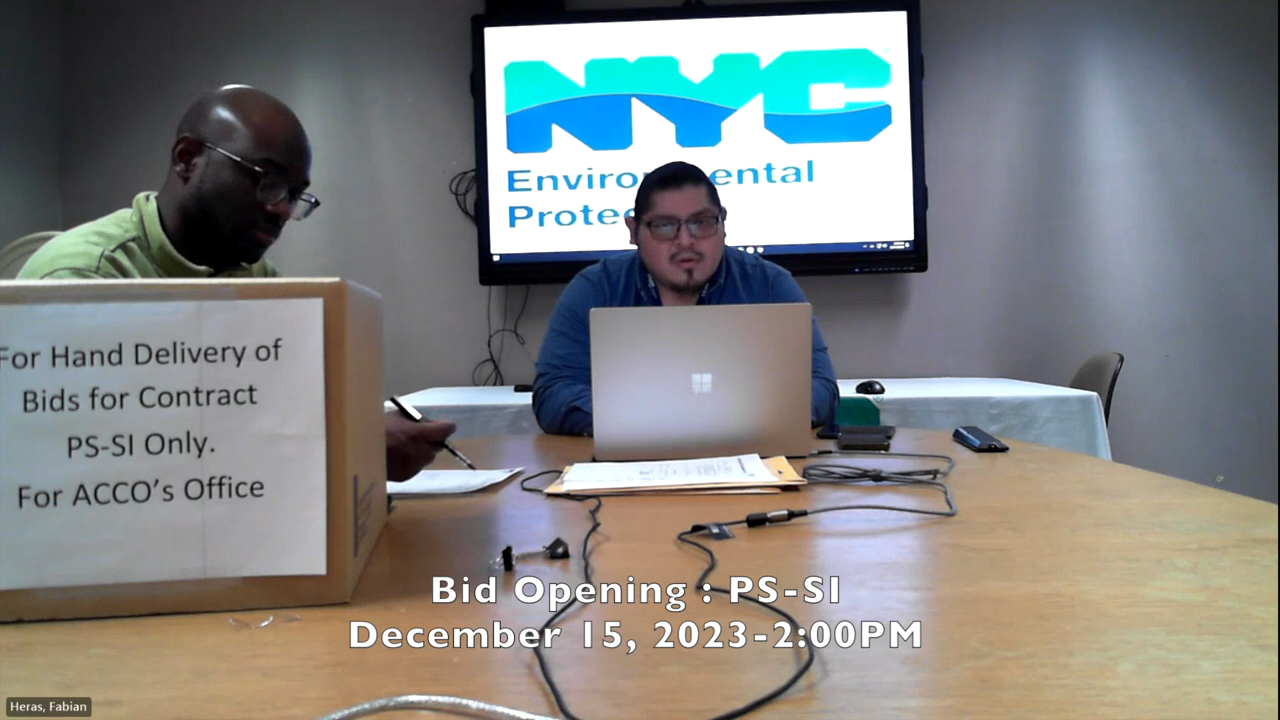 NYC
Enviro ental
Prote
For Hand Delivery of
Bids for Contract
PS-SI Only.
For ACCO's Office
Bid Opening : PS-SI
December 15, 2023-2:00PM
Heras, Fabian